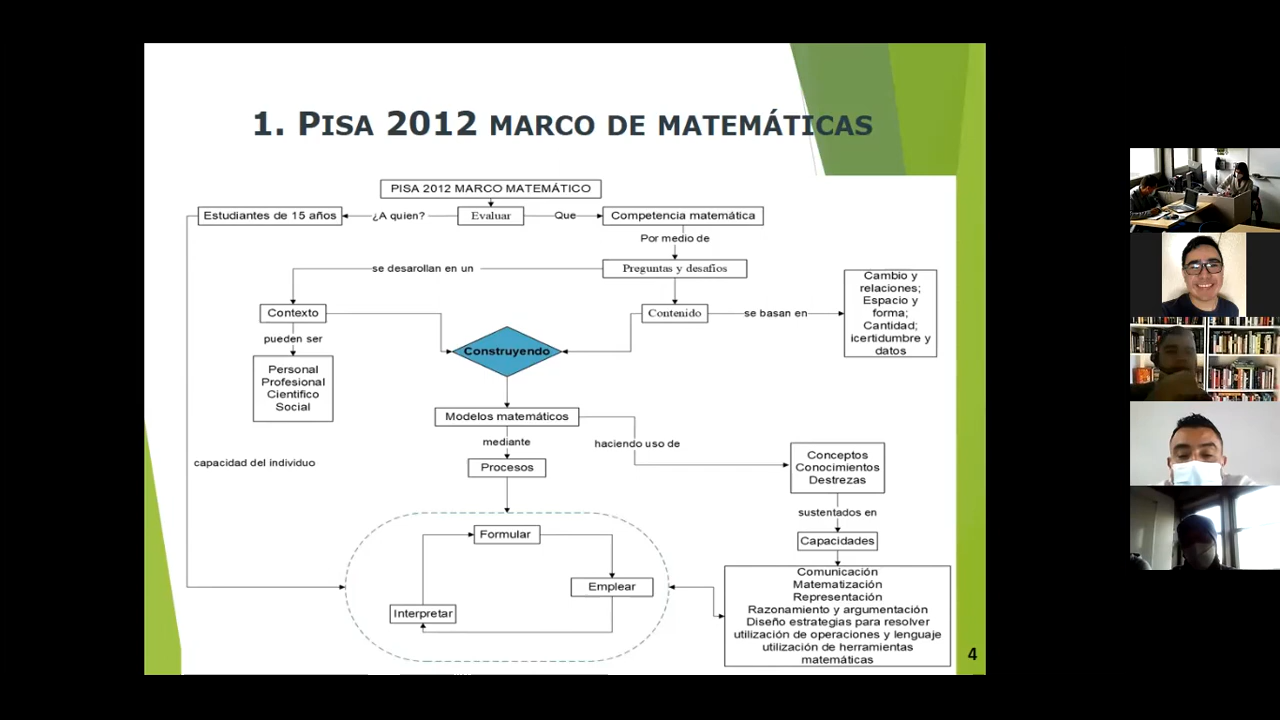 1. PISA 2012 MARCO DE MATEMÁTICAS
PISA 2012 MARCO MATEMÁTICO
Estudiantes de 15 años
¿A quien?
Evaluar
Que
Competencia matemática
Por medio de
se desarollan en un
Preguntas y desafíos
Contexto
Contenido
se basan en
Cambio y
relaciones;
Espacio y
forma;
Cantidad;
icertidumbre y
datos
pueden ser
Construyendo
Personal
Profesional
Cientifico
Social
Modelos matemáticos
mediante
haciendo uso de
capacidad del individuo
Procesos
Conceptos
Conocimientos
Destrezas
sustentados en
Formular
Capacidades
Emplear
Interpretar
Comunicación
Matematización
Representación
Razonamiento y argumentación
Diseño estrategias para resolver
utilización de operaciones y lenguaje
utilización de herramientas
matemáticas
4